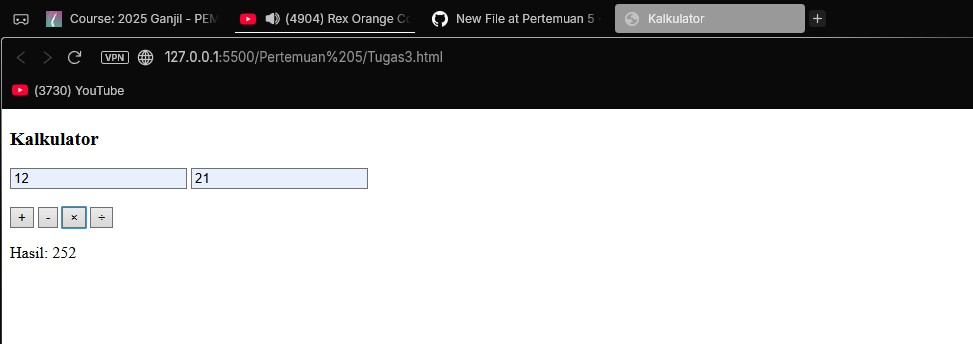 Course: 2025 Ganjil - PEM
(4904) Rex Orange Co
New File at Pertemuan 5
Kalkulator
+
VPN
127.0.0.1:5500/Pertemuan%205/Tugas3.html
(3730) YouTube
Kalkulator
12 21
+ - × ÷
Hasil: 252